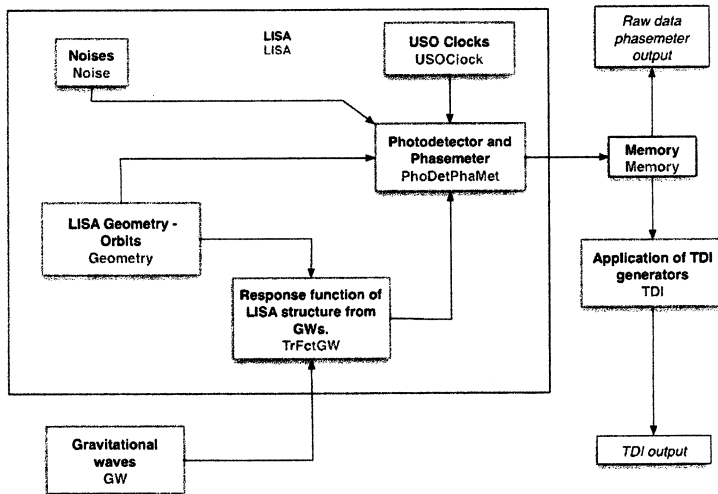 LISA
LISA
Noises
Noise
USO Clocks
USOClock
Raw data
phasemeter
output
Photodetector and
Phasemeter
PhoDetPhaMet
Memory
Memory
LISA Geometry -
Orbits
Geometry
Application of TDI
generators
TDI
Response function of
LISA structure from
GWs.
TrFctGW
Gravitational
waves
GW
TDI output